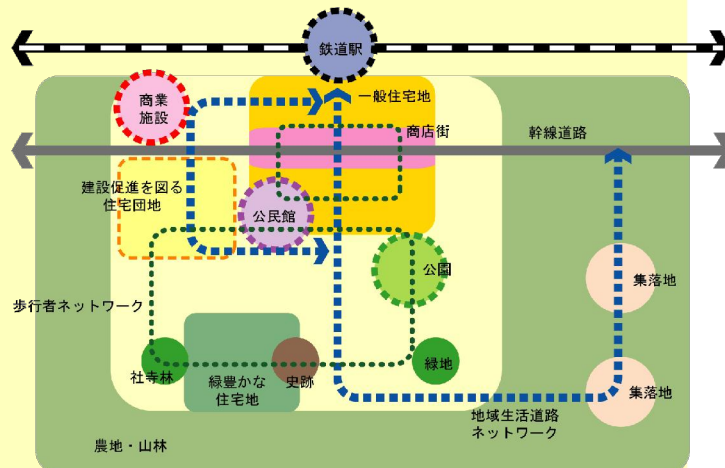 鉄道駅
商業
施設
一般住宅地
商店街
幹線道路
建設促進を図る
住宅団地
公民館
公園
集落地
歩行者ネットワーク
社寺林
緑豊かな
住宅地
史跡
緑地
集落地
地域生活道路
ネットワーク
農地・山林